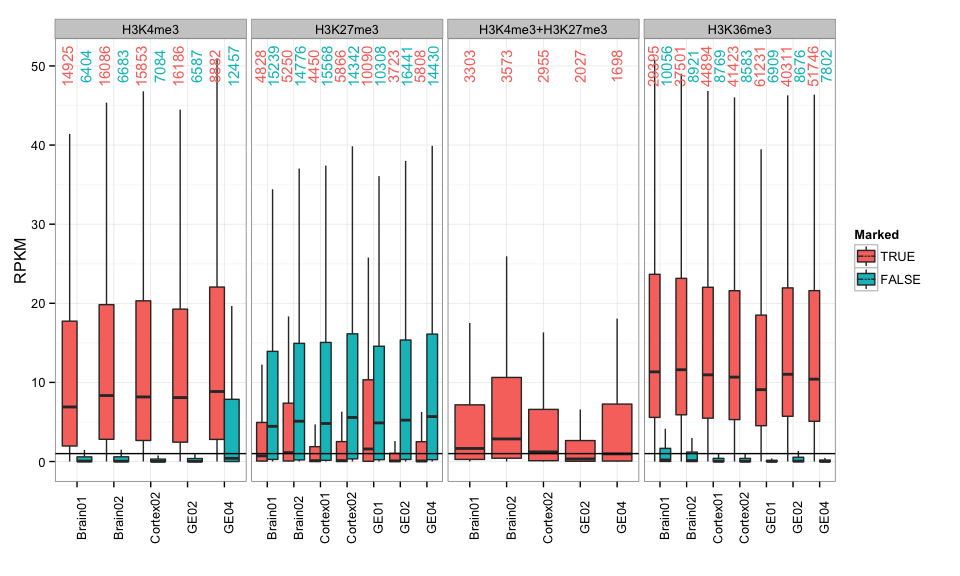 H3K4me3
H3K27me3
H3K4me3+H3K27me3
H3K36me3
14925 6404 16086 6683 15853 7084 16186 6587 8882 12457
4828 15239 5250 14776 4450 15568 5866 14342 10090 10308 3723 16441 5808 14430
3303 3573 2955 2027 1698
10056 37501 8921 44894 8769 41423 8583 61231 6909 40311 8676 51746 7802
50
40
30
20
10
0
RPKM
Brain01 Brain02 Cortex02 GE02 GE04
Brain01 Brain02 Cortex01 Cortex02 GE01 GE02 GE04
Brain01 Brain02 Cortex02 GE02 GE04
Brain01 Brain02 Cortex01 Cortex02 GE01 GE02 GE04
Marked
TRUE
FALSE